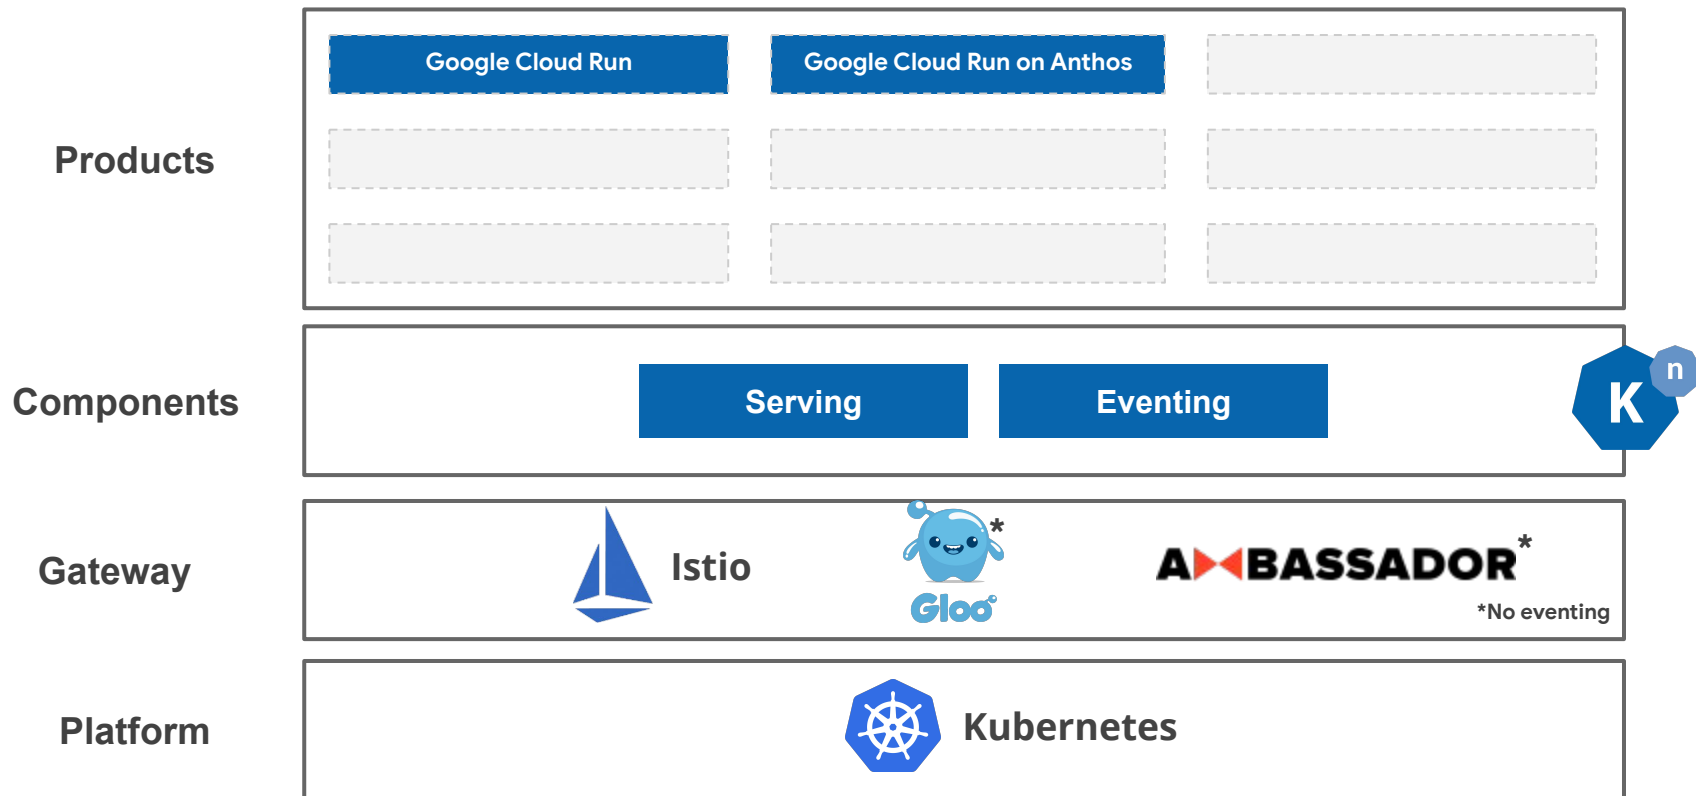 Products
Google Cloud Run
Google Cloud Run on Anthos
Components
Serving
Eventing
K
n
Gateway
Istio
*
Gloo
AMBASSADOR*
*No eventing
Platform
Kubernetes